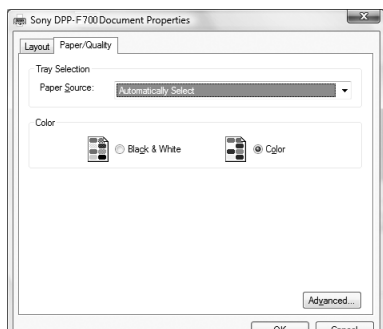 Sony DPP-F700 Document Properties
Layout Paper/Quality
Tray Selection
Paper Source: Automatically Select
Color
Black & White Color
Advanced...
OK Cancel